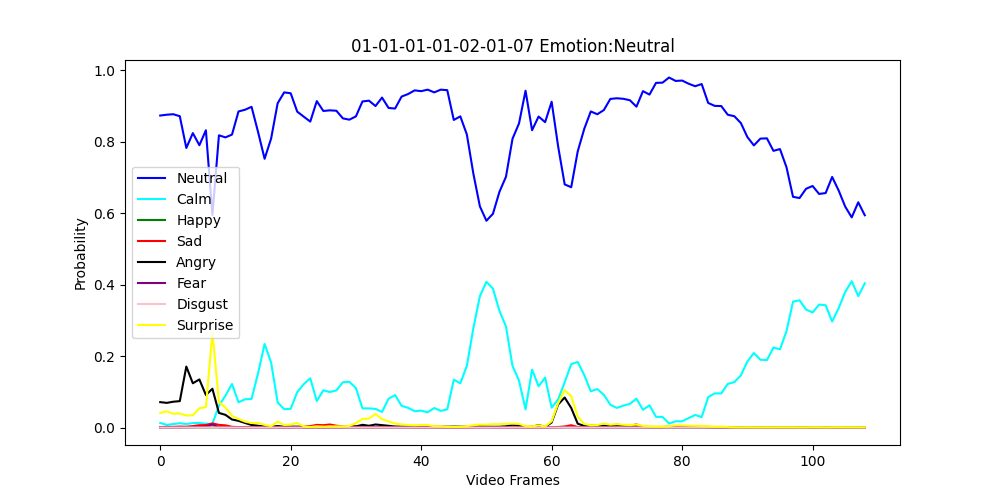 01-01-01-01-02-01-07 Emotion:Neutral
1.0
0.8
0.6
0.4
0.2
0.0
Probability
Neutral
Calm
Happy
Sad
Angry
Fear
Disgust
Surprise
0 20 40 60 80 100
Video Frames